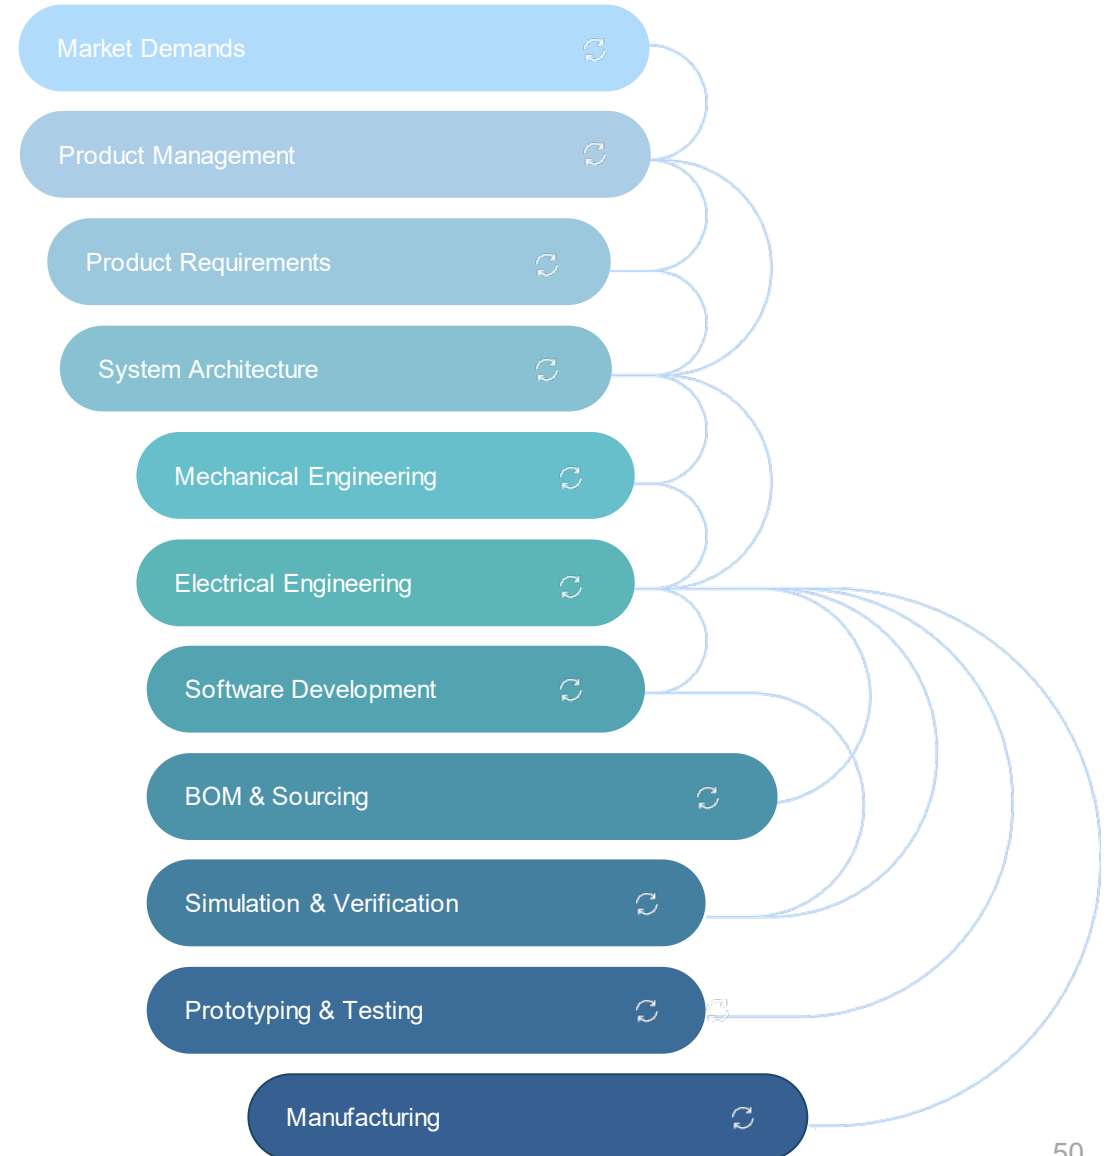 Market Demands
Product Management
Product Requirements
System Architecture
Mechanical Engineering
Electrical Engineering
Software Development
BOM & Sourcing
Simulation & Verification
Prototyping & Testing
Manufacturing
50